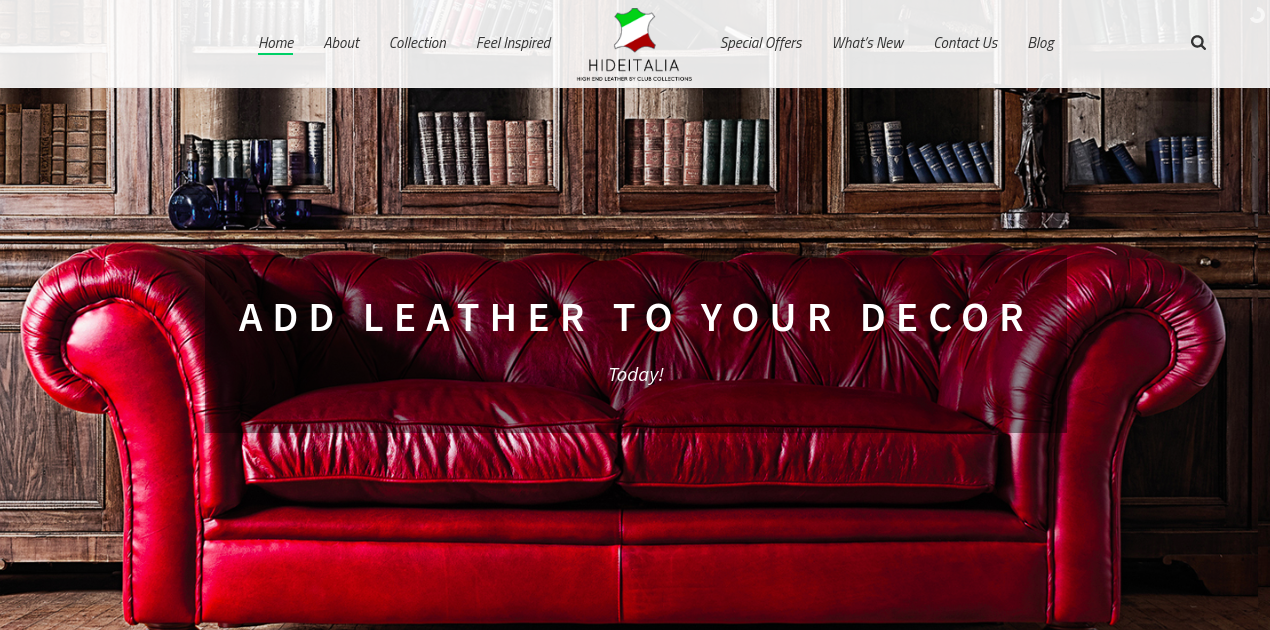 Home About Collection Feel Inspired Special Offers What's New Contact Us Blog
HIDEITALIA
HIGH END LEATHER BY CLUB COLLECTIONS
ADD LEATHER TO YOUR DECOR
Today!